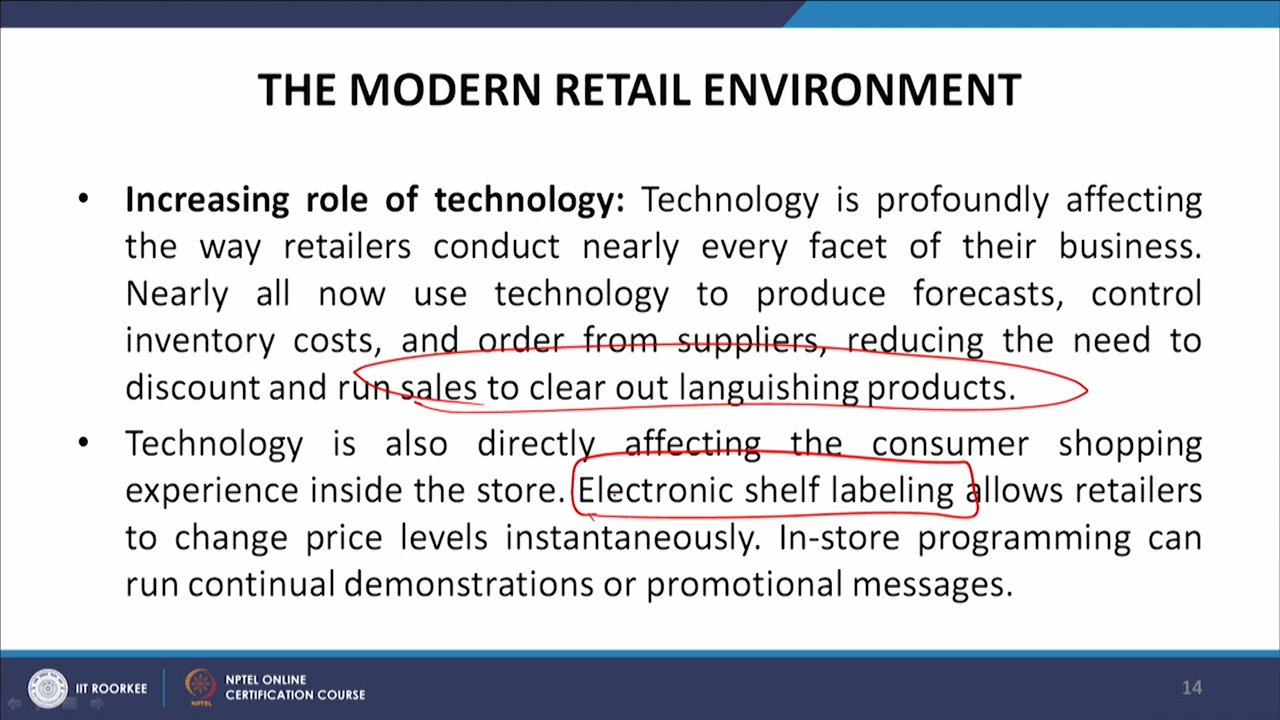 THE MODERN RETAIL ENVIRONMENT
• Increasing role of technology: Technology is profoundly affecting
the way retailers conduct nearly every facet of their business.
Nearly all now use technology to produce forecasts, control
inventory costs, and order from suppliers, reducing the need to
discount and run sales to clear out languishing products.
• Technology is also directly affecting the consumer shopping
experience inside the store. Electronic shelf labeling allows retailers
to change price levels instantaneously. In-store programming can
run continual demonstrations or promotional messages.
IIT ROORKEE
NPTEL
NPTEL ONLINE
CERTIFICATION COURSE
14